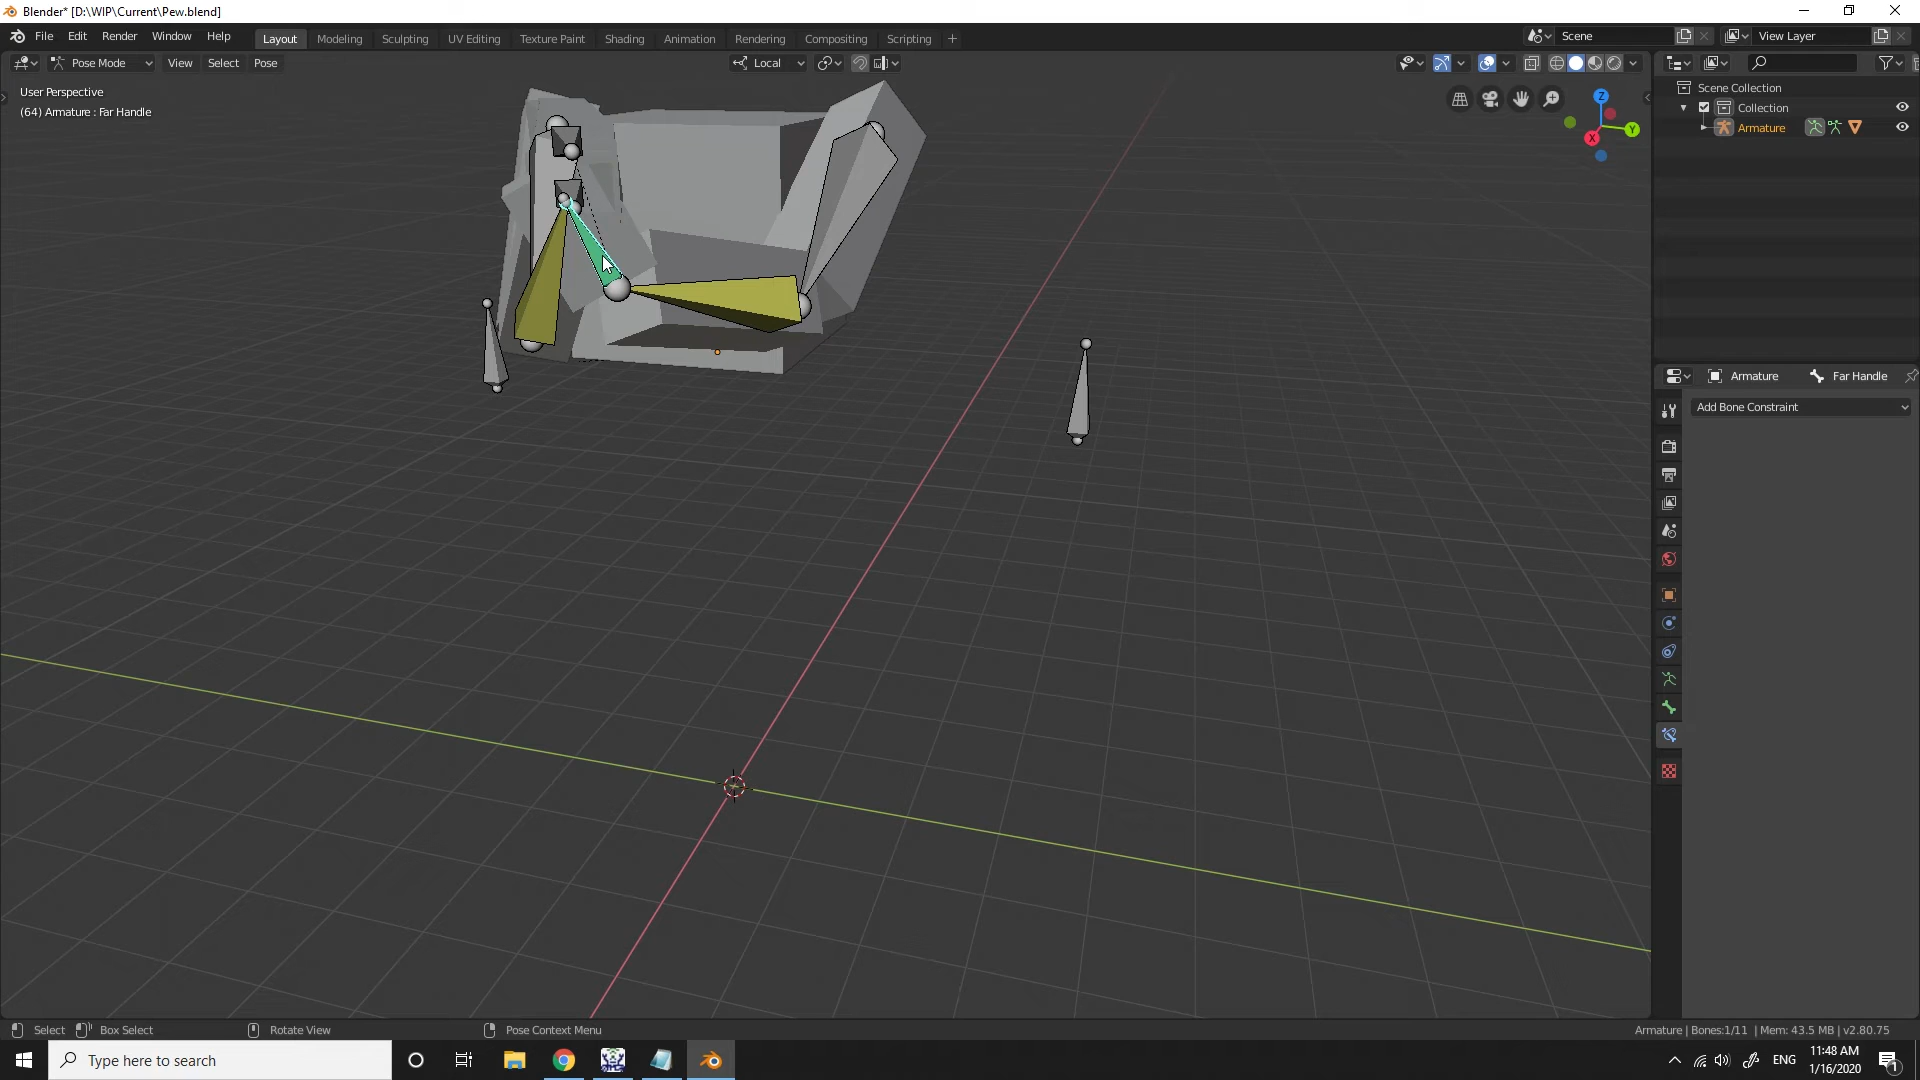 Blender* [D:\WIP\Current\Pew.blend]
File Edit Render Window Help
Layout Modeling Sculpting UV Editing Texture Paint Shading Animation Rendering Compositing Scripting +
Scene
View Layer
Pose Mode View Select Pose
Local
User Perspective
(64) Armature : Far Handle
Z
Y
X
Scene Collection
Collection
Armature
Armature Far Handle
Add Bone Constraint
Select Box Select Rotate View Pose Context Menu
Armature | Bones:1/11 | Mem: 43.5 MB | v2.80.75
Type here to search
ENG
11:48 AM
1/16/2020
1